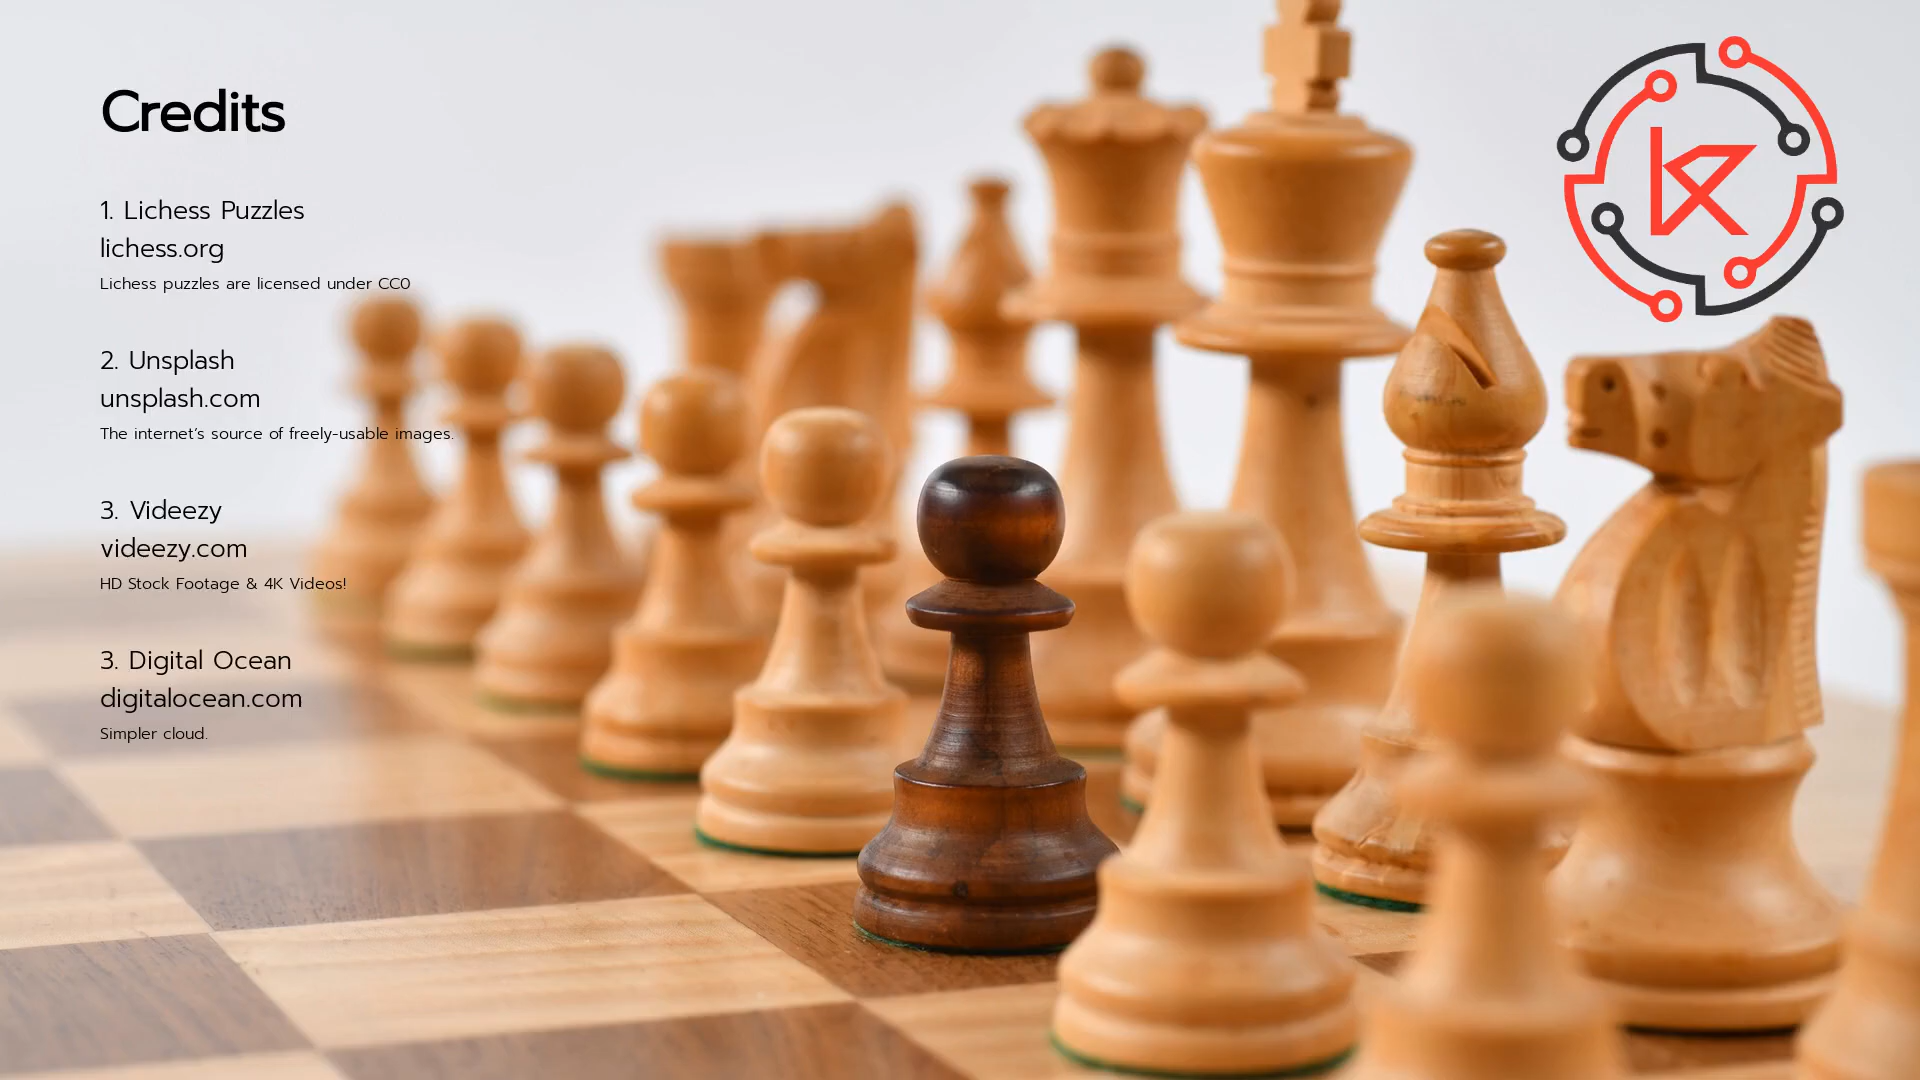 Credits
1. Lichess Puzzles
lichess.org
Lichess puzzles are licensed under CC0
2. Unsplash
unsplash.com
The internet's source of freely-usable images.
3. Videezy
videezy.com
HD Stock Footage & 4K Videos!
3. Digital Ocean
digitalocean.com
Simpler cloud.